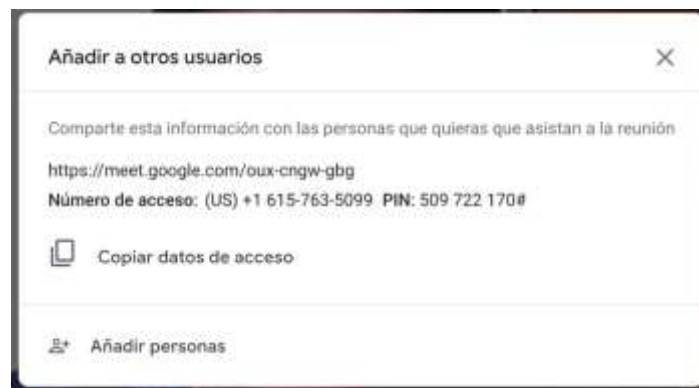 Añadir a otros usuarios
Comparte esta información con las personas que quieras que asistan a la reunión
https://meet.google.com/oux-cngw-gbg
Número de acceso: (US) +1 615-763-5099 PIN: 509 722 170#
Copiar datos de acceso
Añadir personas